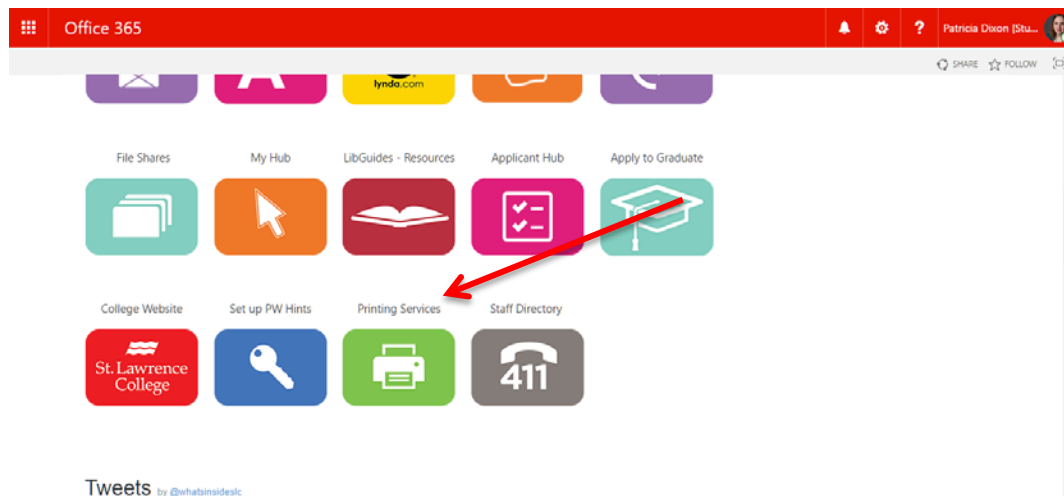 Office 365
? Patricia Dixon [Stu...
SHARE FOLLOW
lynda.com
File Shares My Hub LibGuides - Resources Applicant Hub Apply to Graduate
College Website Set up PW Hints Printing Services Staff Directory
St. Lawrence
College
411
Tweets by @whatsinsideslc